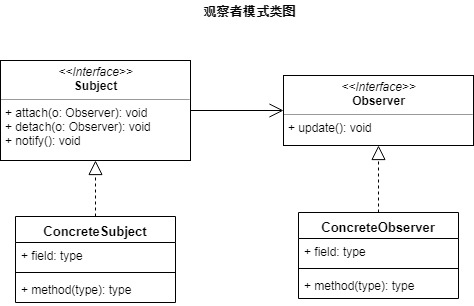 观察者模式类图
<<Interface>>
Subject
+ attach(o: Observer): void
+ detach(o: Observer): void
+ notify(): void
<<Interface>>
Observer
+ update(): void
ConcreteSubject
+ field: type
+ method(type): type
ConcreteObserver
+ field: type
+ method(type): type